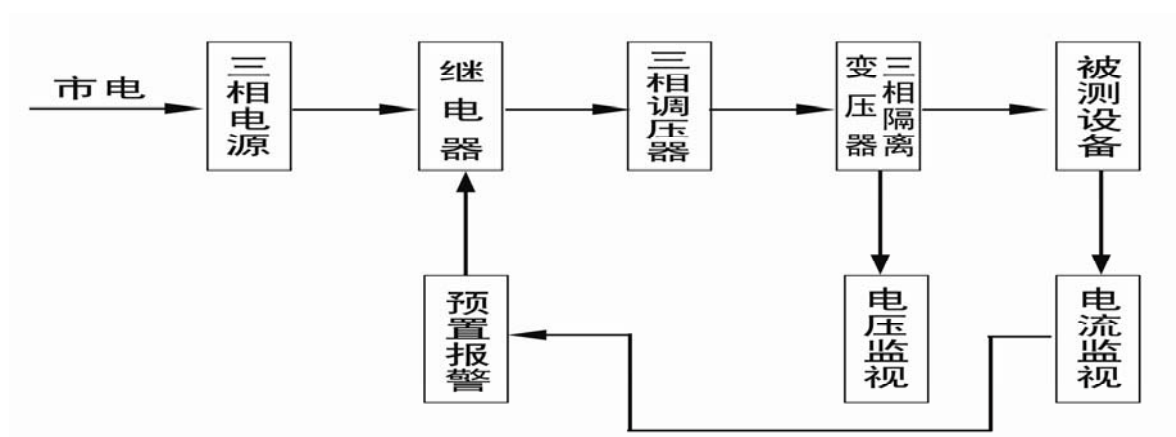 市电
三相电源
继电器
三相调压器
三相隔离
变压器
被测设备
预置报警
电压监视
电流监视